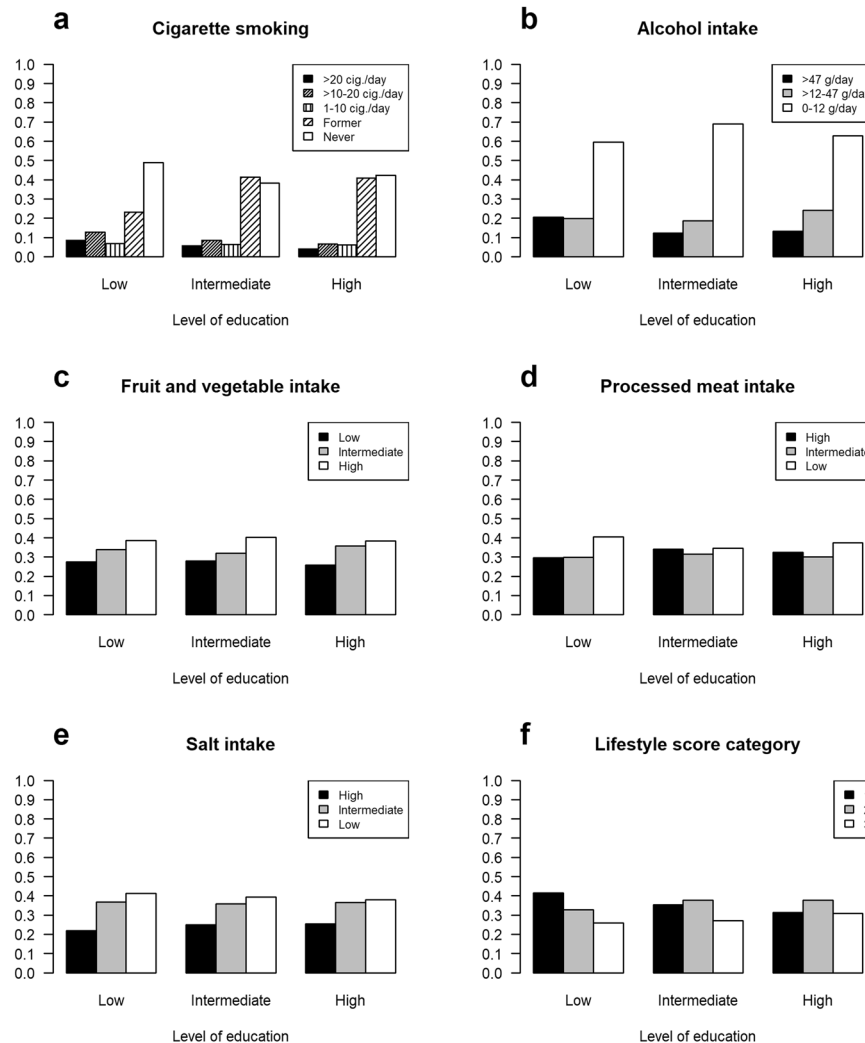 a
Cigarette smoking
1.0
0.9
0.8
0.7
0.6
0.5
0.4
0.3
0.2
0.1
0.0
>20 cig./day
>10-20 cig./day
1-10 cig./day
Former
Never
Low Intermediate High
Level of education
b
Alcohol intake
1.0
0.9
0.8
0.7
0.6
0.5
0.4
0.3
0.2
0.1
0.0
>47 g/day
>12-47 g/da
0-12 g/day
Low Intermediate High
Level of education
c
Fruit and vegetable intake
1.0
0.9
0.8
0.7
0.6
0.5
0.4
0.3
0.2
0.1
0.0
Low
Intermediate
High
Low Intermediate High
Level of education
d
Processed meat intake
1.0
0.9
0.8
0.7
0.6
0.5
0.4
0.3
0.2
0.1
0.0
High
Intermediate
Low
Low Intermediate High
Level of education
e
Salt intake
1.0
0.9
0.8
0.7
0.6
0.5
0.4
0.3
0.2
0.1
0.0
High
Intermediate
Low
Low Intermediate High
Level of education
f
Lifestyle score category
1.0
0.9
0.8
0.7
0.6
0.5
0.4
0.3
0.2
0.1
0.0
Low Intermediate High
Level of education